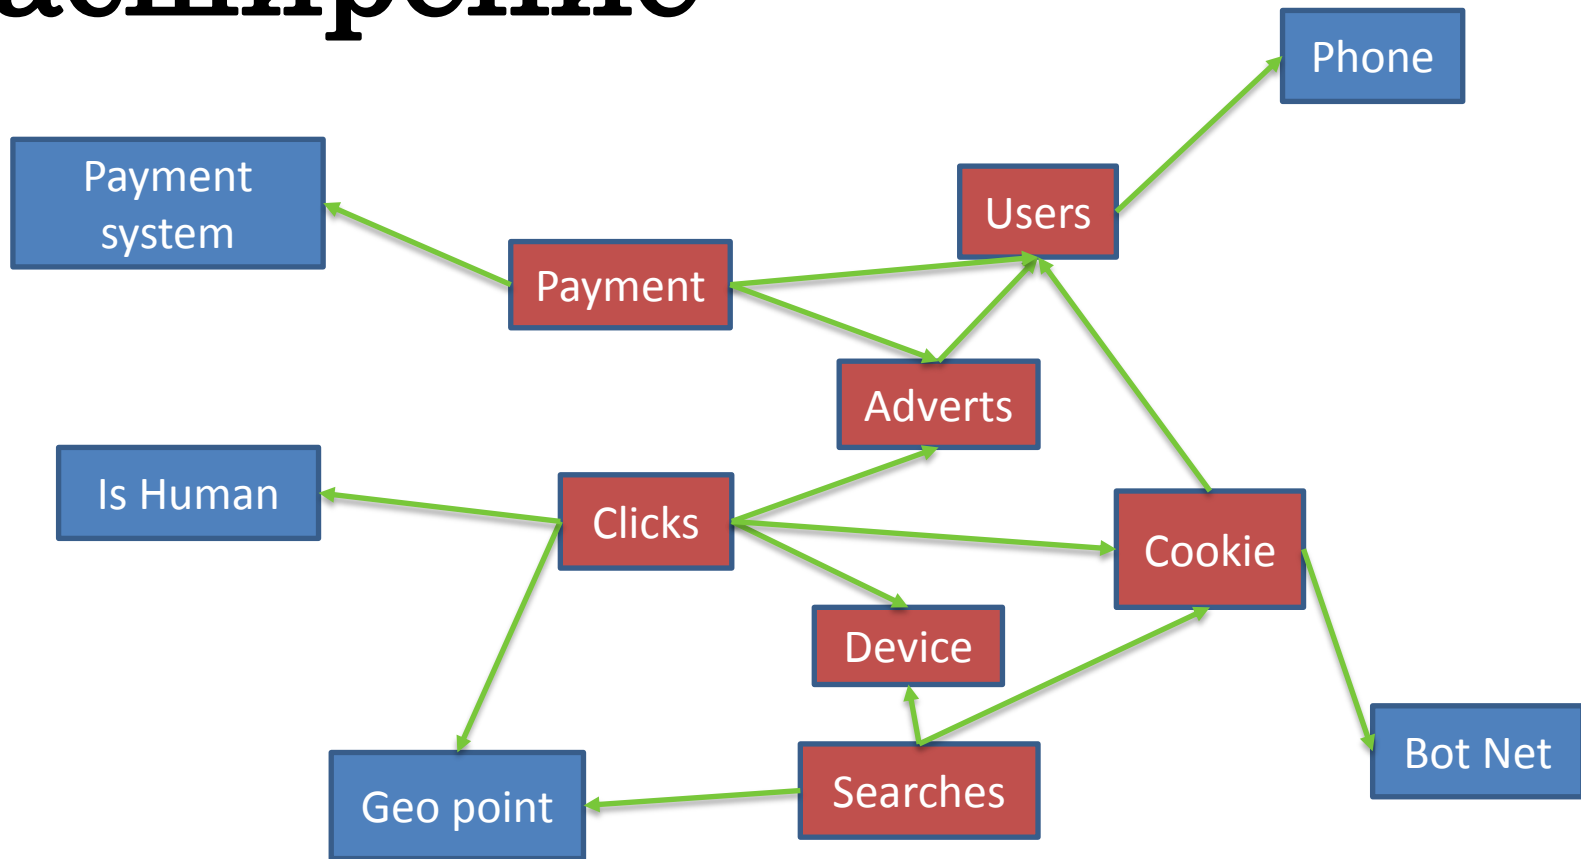 Phone
Payment
system
Users
Payment
Adverts
Is Human
Clicks
Cookie
Device
Bot Net
Searches
Geo point